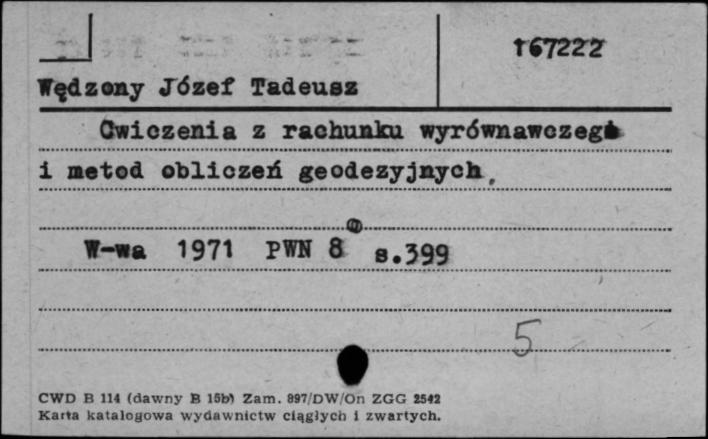 167222
Wędzony Józef Tadeusz
Cwiczenia z rachunku wyrównawczego
i metod obliczeń geodezyjnych.
W-wa 1971 PWN 8° s.399
5
CWD B 114 (dawny B 15b) Zam. 897/DW/On ZGG 2542
Karta katalogowa wydawnictw ciągłych i zwartych.